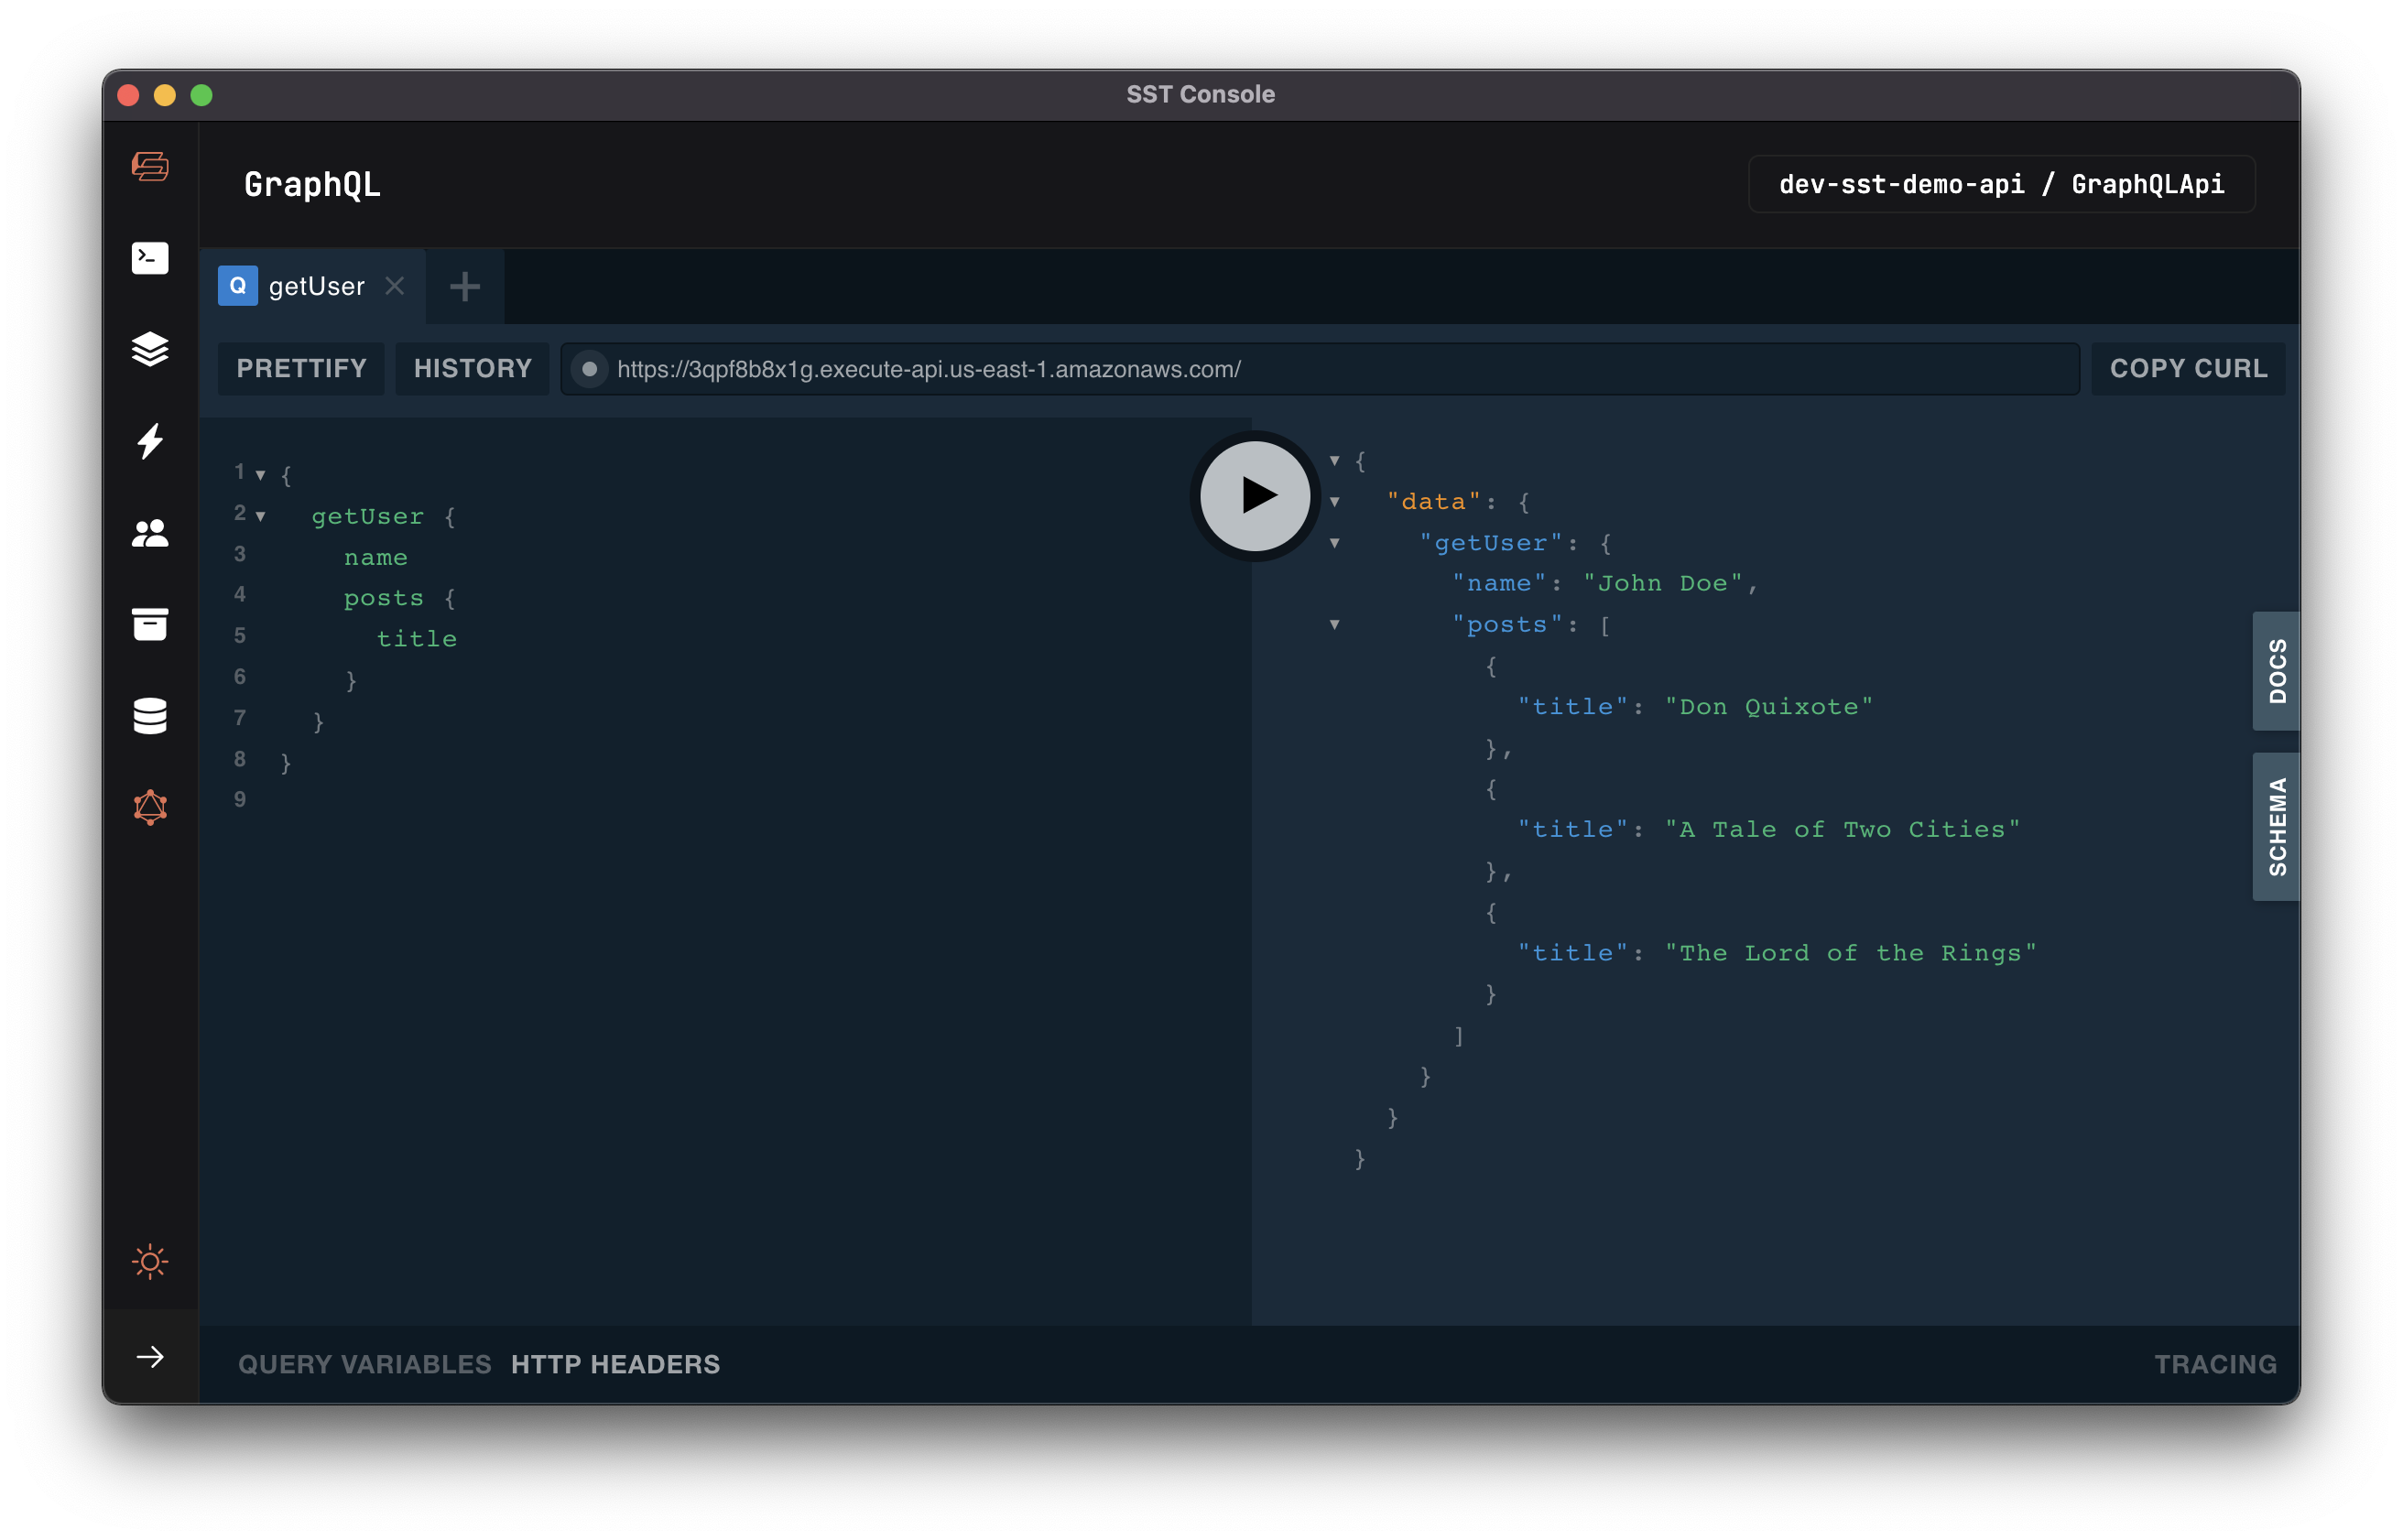 SST Console
GraphQL
dev-sst-demo-api / GraphQLApi
Q getUser
PRETTIFY
HISTORY
https://3qpf8b8x1g.execute-api.us-east-1.amazonaws.com/
COPY CURL
1 {
2 getUser {
3 name
4 posts {
5 title
6 }
7 }
8 }
9
{
"data": {
"getUser": {
"name": "John Doe",
"posts": [
{
"title": "Don Quixote"
},
{
"title": "A Tale of Two Cities"
},
{
"title": "The Lord of the Rings"
}
]
}
}
}
DOCS
SCHEMA
QUERY VARIABLES
HTTP HEADERS
TRACING